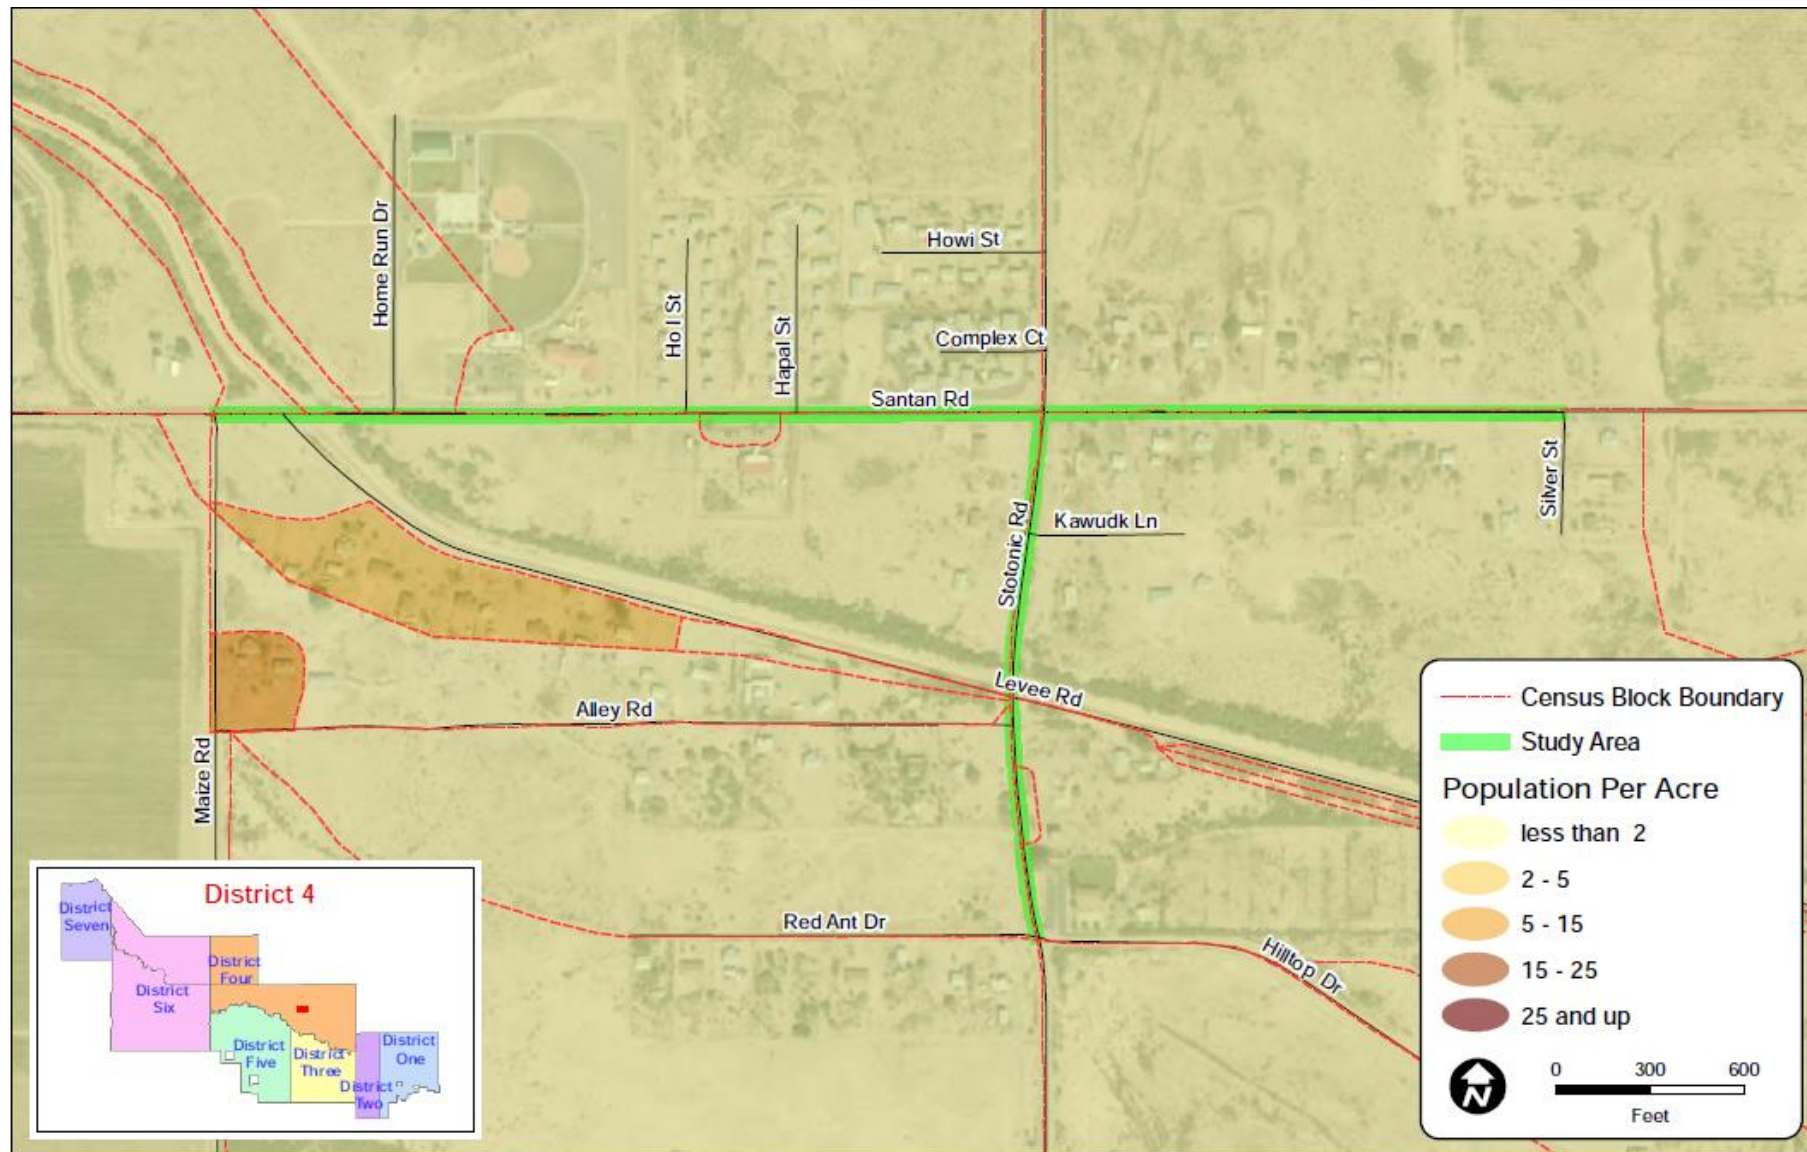 Home Run Dr
Ho I St
Hapal St
Howi St
Complex Ct
Santan Rd
Silver St
Stotonic Rd
Kawudk Ln
Levee Rd
Alley Rd
Maize Rd
Red Ant Dr
Hilltop Dr
District 4
District
Seven
District
Four
District
Six
District
Five
District
Three
District
Two
District
One
Census Block Boundary
Study Area
Population Per Acre
less than 2
2 - 5
5 - 15
15 - 25
25 and up
N
0 300 600
Feet